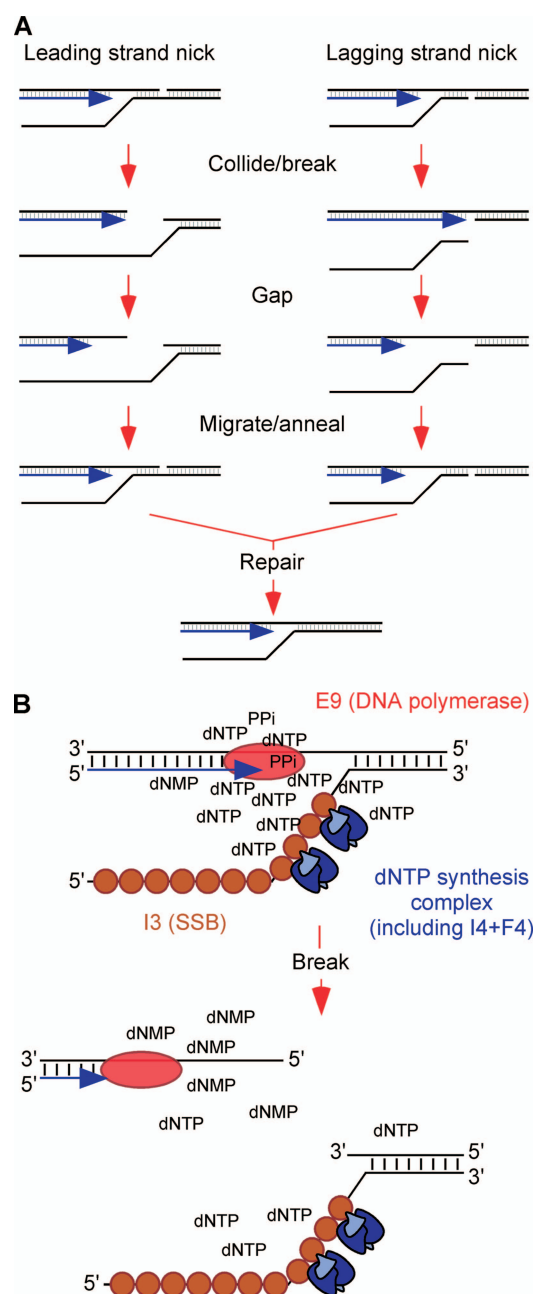 A
Leading strand nick Lagging strand nick
Collide/break
Gap
Migrate/anneal
Repair
B
E9 (DNA polymerase)
PPi
dNTP dNTP
3' 5'
PPi
5' 3'
dNMP dNTP dNTP dNTP
dNTP
dNTP dNTP dNTP
dNTP
5'
dNTP synthesis
complex
(including I4+F4)
I3 (SSB)
Break
dNMP
dNMP
dNMP
3' 5'
5' dNMP
dNMP
dNTP
dNTP
3' 5'
3'
dNTP dNTP
dNTP
5'